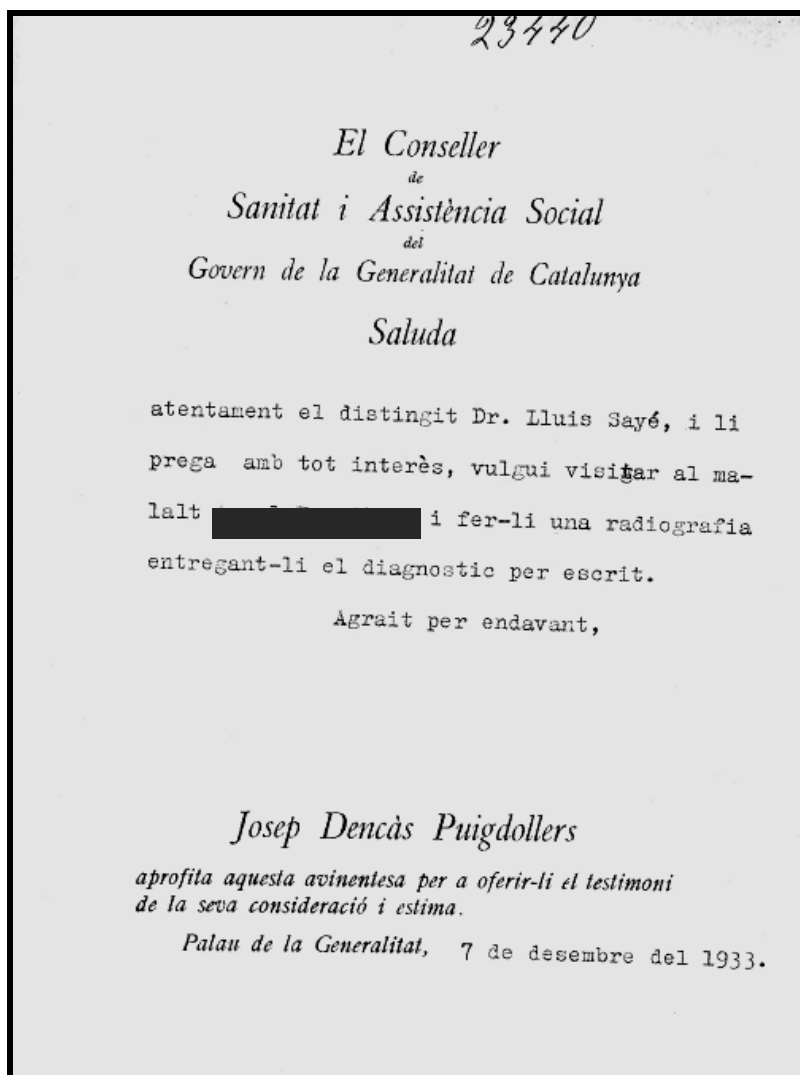 23440
El Conseller
de
Sanitat i Assistència Social
del
Govern de la Generalitat de Catalunya
Saluda
atentament el distingit Dr. Lluis Sayé, i li
prega amb tot interès, vulgui visitar al ma-
lalt i fer-li una radiografia
entregant-li el diagnostic per escrit.
Agrait per endavant,
Josep Dencàs Puigdollers
aprofita aquesta avinentesa per a oferir-li el testimoni
de la seva consideració i estima.
Palau de la Generalitat, 7 de desembre del 1933.